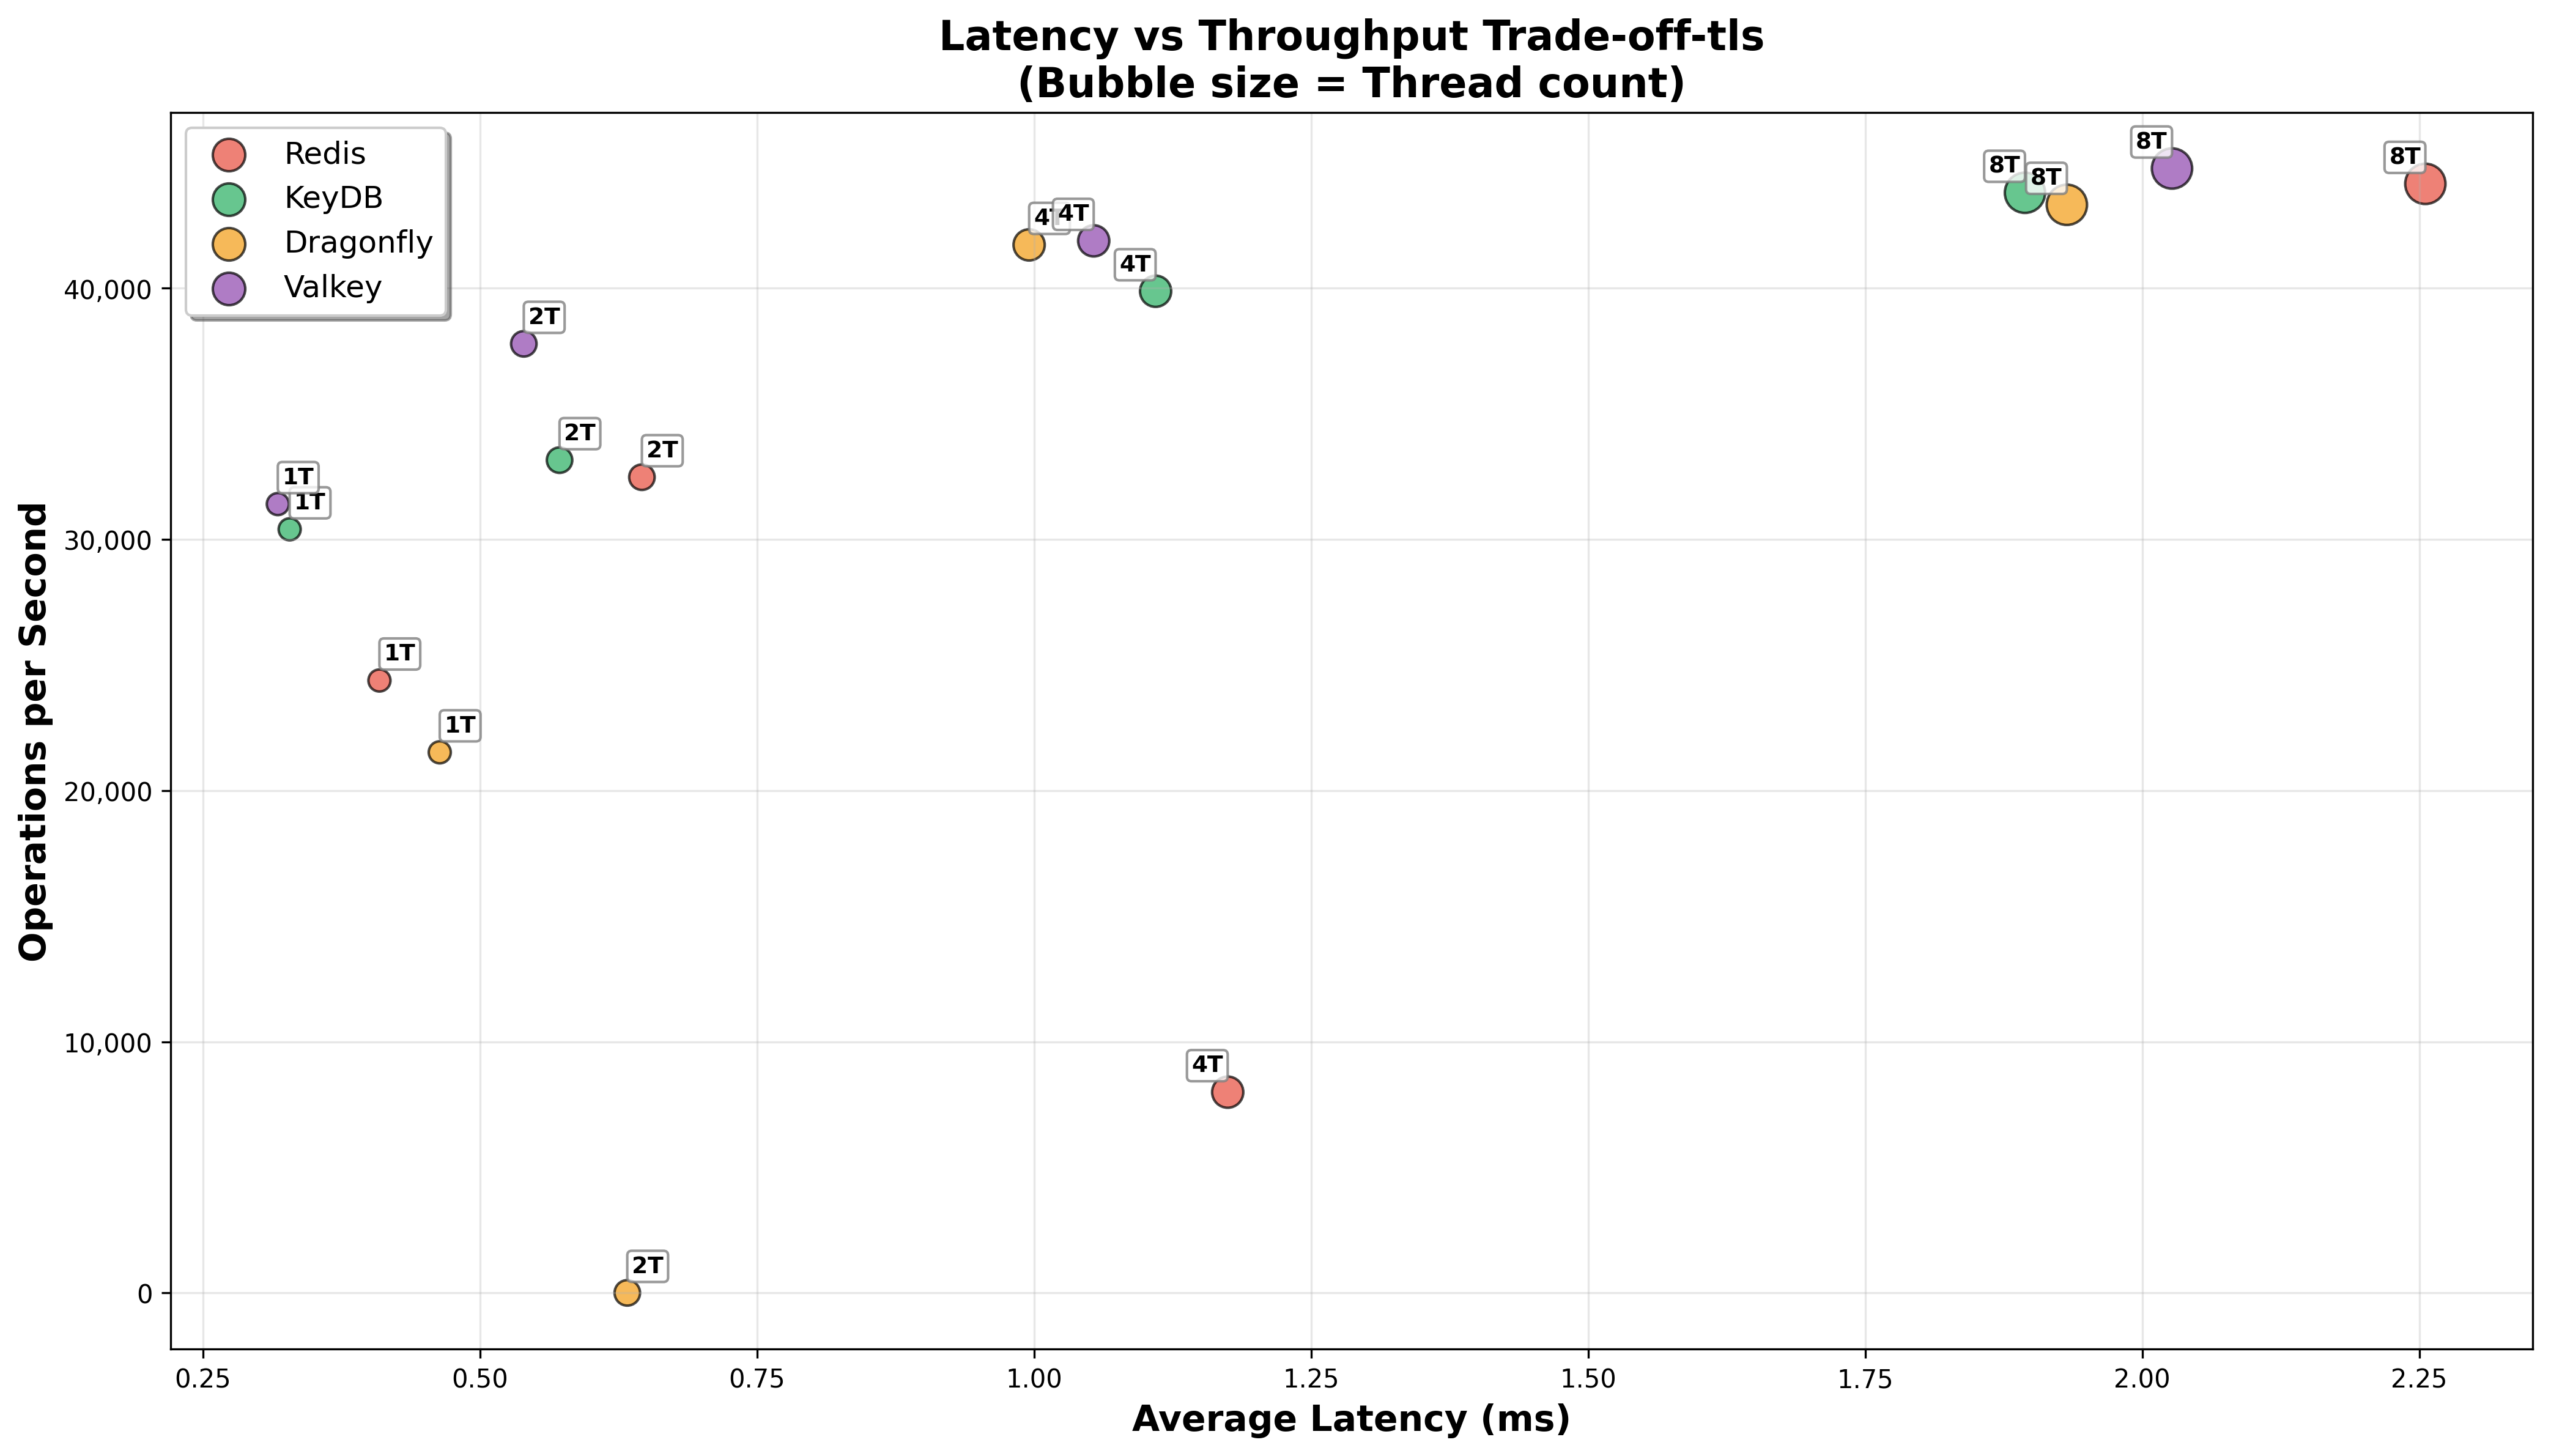 Latency vs Throughput Trade-off-tls
(Bubble size = Thread count)
Redis
KeyDB
Dragonfly
Valkey
8T
8T
8T
8T
4T
4T
4T
2T
2T
2T
1T
1T
1T
1T
4T
2T
Operations per Second
40,000
30,000
20,000
10,000
0
0.25
0.50
0.75
1.00
1.25
1.50
1.75
2.00
2.25
Average Latency (ms)